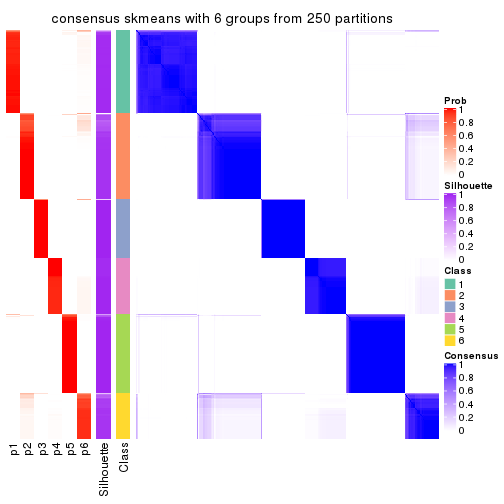 consensus skmeans with 6 groups from 250 partitions
Prob
1
0.8
0.6
0.4
0.2
0
Silhouette
1
0.8
0.6
0.4
0.2
0
Class
1
2
3
4
5
6
Consensus
1
0.8
0.6
0.4
0.2
0
p1
p2
p3
p4
p5
p6
Silhouette
Class